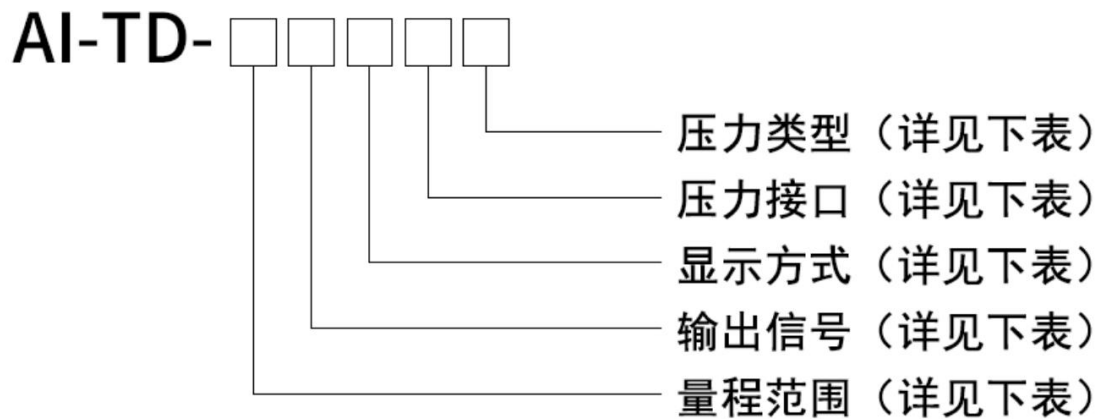 AI-TD-
压力类型（详见下表）
压力接口（详见下表）
显示方式（详见下表）
输出信号（详见下表）
量程范围（详见下表）